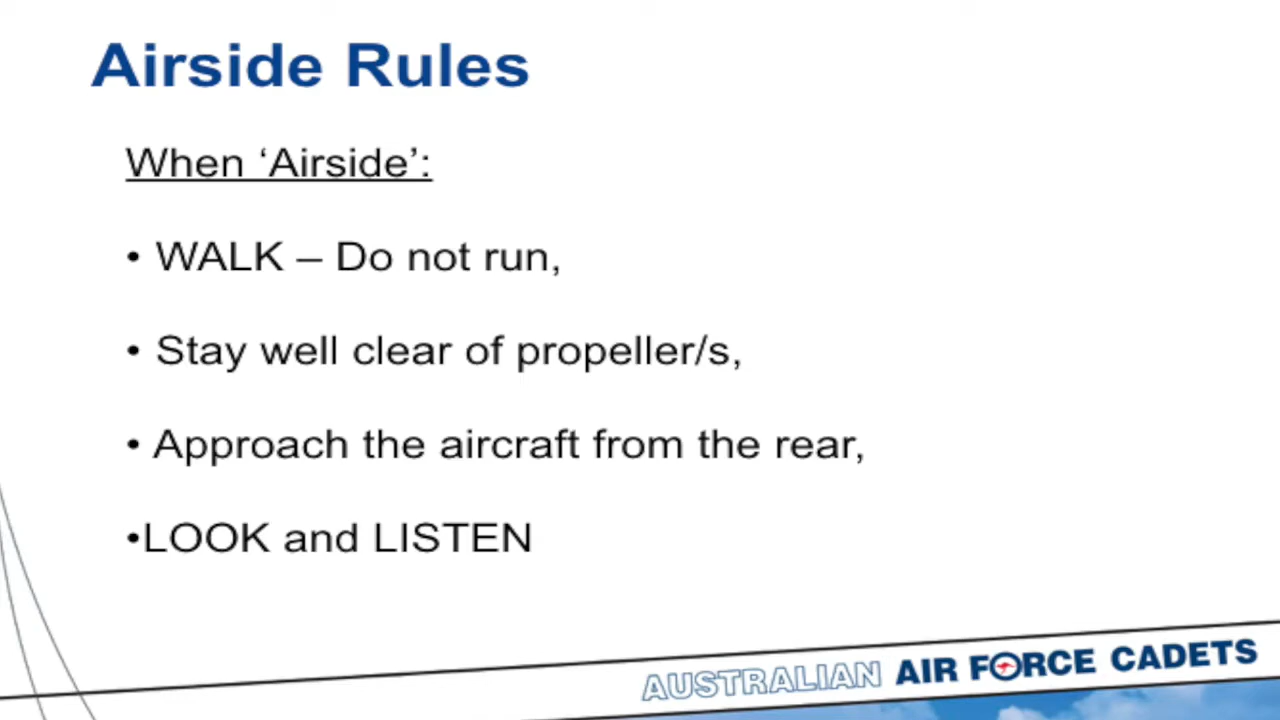 Airside Rules
When ‘Airside’:
• WALK – Do not run,
• Stay well clear of propeller/s,
• Approach the aircraft from the rear,
•LOOK and LISTEN
AUSTRALIAN AIR FORCE CADETS